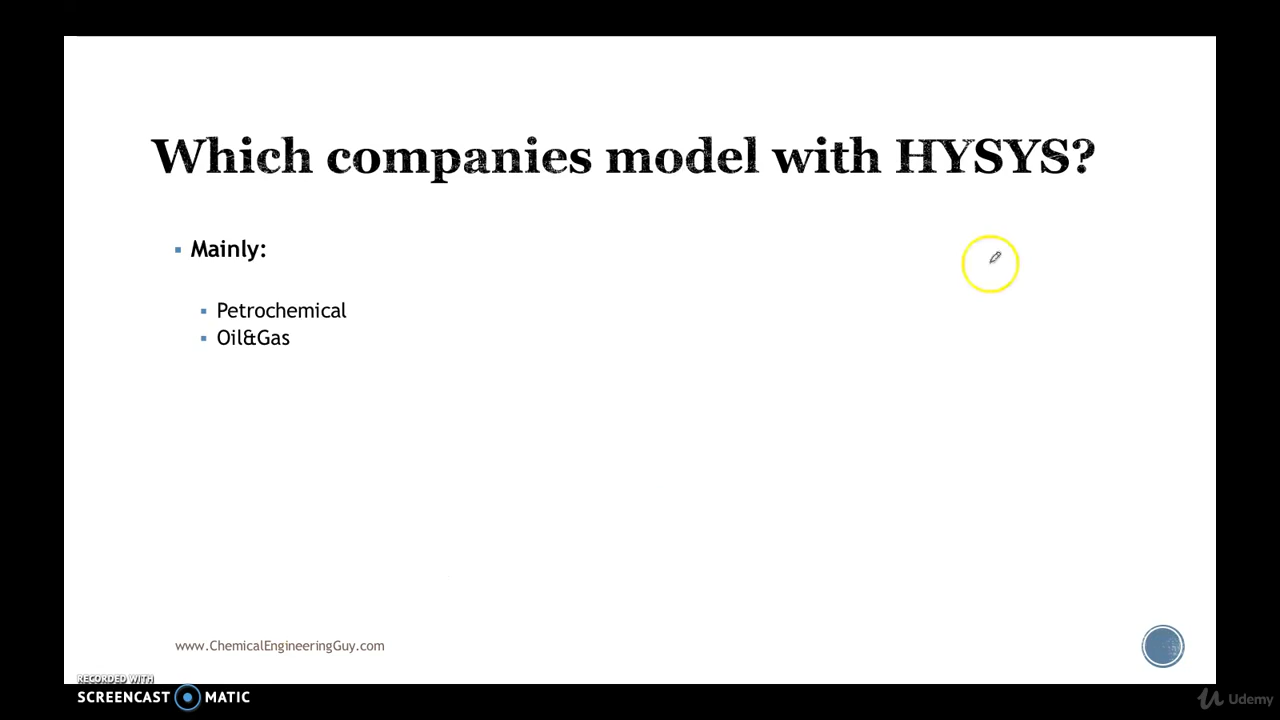 Which companies model with HYSYS?
Mainly:
Petrochemical
Oil&Gas
www.ChemicalEngineeringGuy.com
RECORDED WITH
SCREENCAST MATIC
Udemy